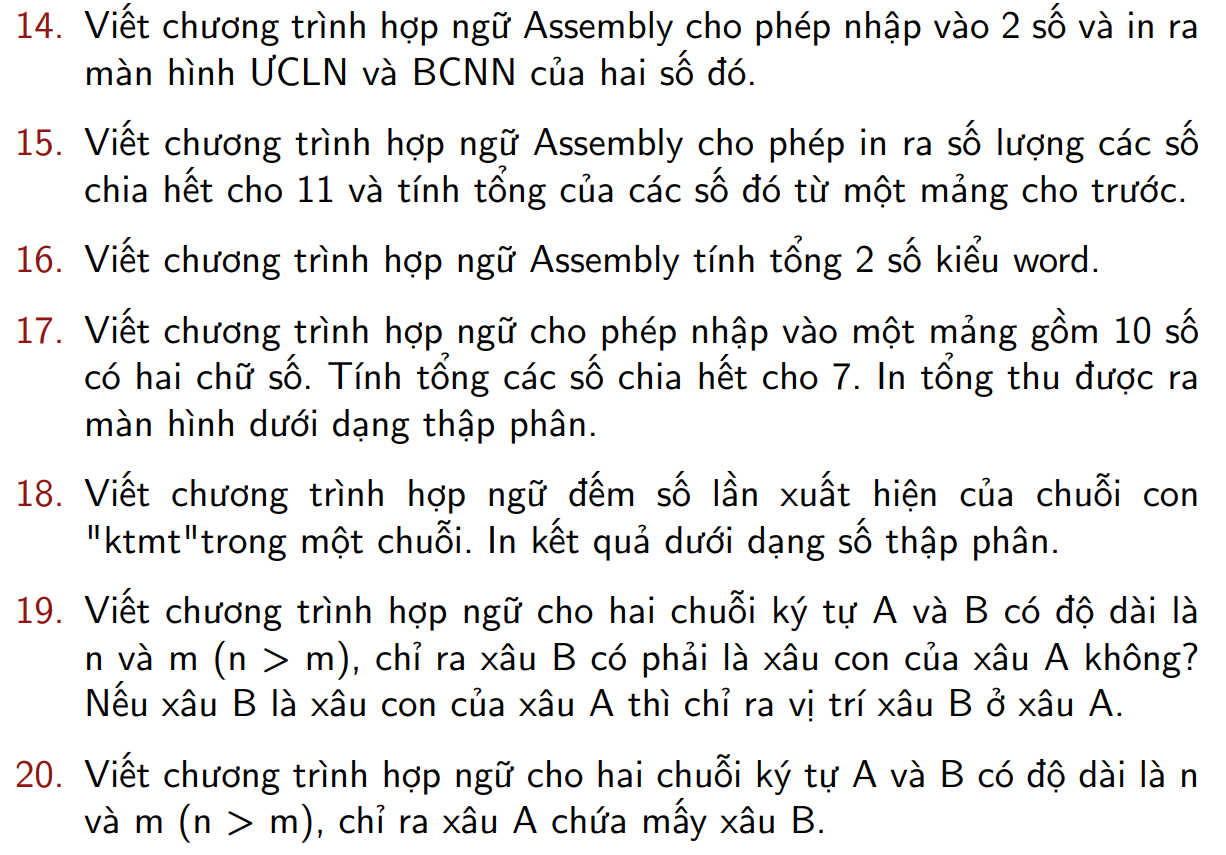 14. Viết chương trình hợp ngữ Assembly cho phép nhập vào 2 số và in ra
màn hình ƯCLN và BCNN của hai số đó.
15. Viết chương trình hợp ngữ Assembly cho phép in ra số lượng các số
chia hết cho 11 và tính tổng của các số đó từ một mảng cho trước.
16. Viết chương trình hợp ngữ Assembly tính tổng 2 số kiểu word.
17. Viết chương trình hợp ngữ cho phép nhập vào một mảng gồm 10 số
có hai chữ số. Tính tổng các số chia hết cho 7. In tổng thu được ra
màn hình dưới dạng thập phân.
18. Viết chương trình hợp ngữ đếm số lần xuất hiện của chuỗi con
"ktmt"trong một chuỗi. In kết quả dưới dạng số thập phân.
19. Viết chương trình hợp ngữ cho hai chuỗi ký tự A và B có độ dài là
n và m (n > m), chỉ ra xâu B có phải là xâu con của xâu A không?
Nếu xâu B là xâu con của xâu A thì chỉ ra vị trí xâu B ở xâu A.
20. Viết chương trình hợp ngữ cho hai chuỗi ký tự A và B có độ dài là n
và m (n > m), chỉ ra xâu A chứa mấy xâu B.